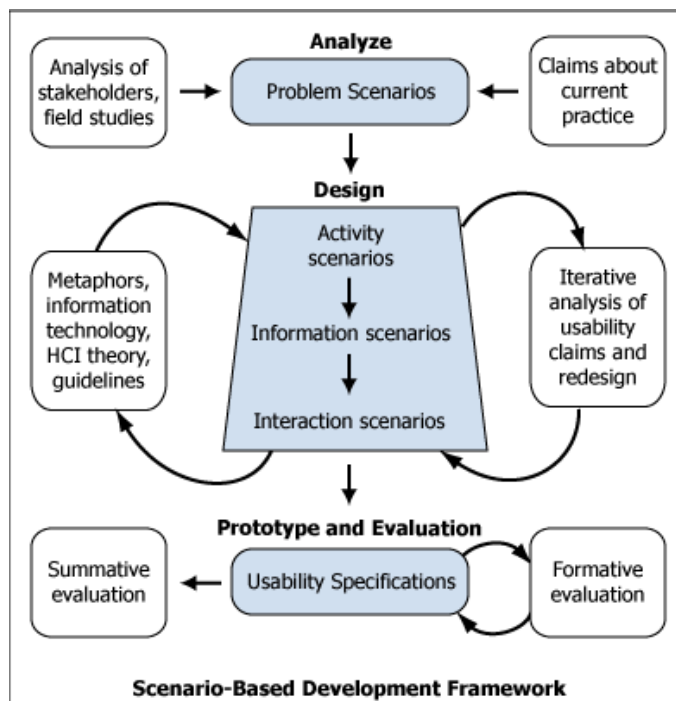 Analyze
Analysis of
stakeholders,
field studies
Problem Scenarios
Claims about
current
practice
Design
Metaphors,
information
technology,
HCI theory,
guidelines
Activity
scenarios
Information scenarios
Interaction scenarios
Iterative
analysis of
usability
claims and
redesign
Prototype and Evaluation
Summative
evaluation
Usability Specifications
Formative
evaluation
Scenario-Based Development Framework